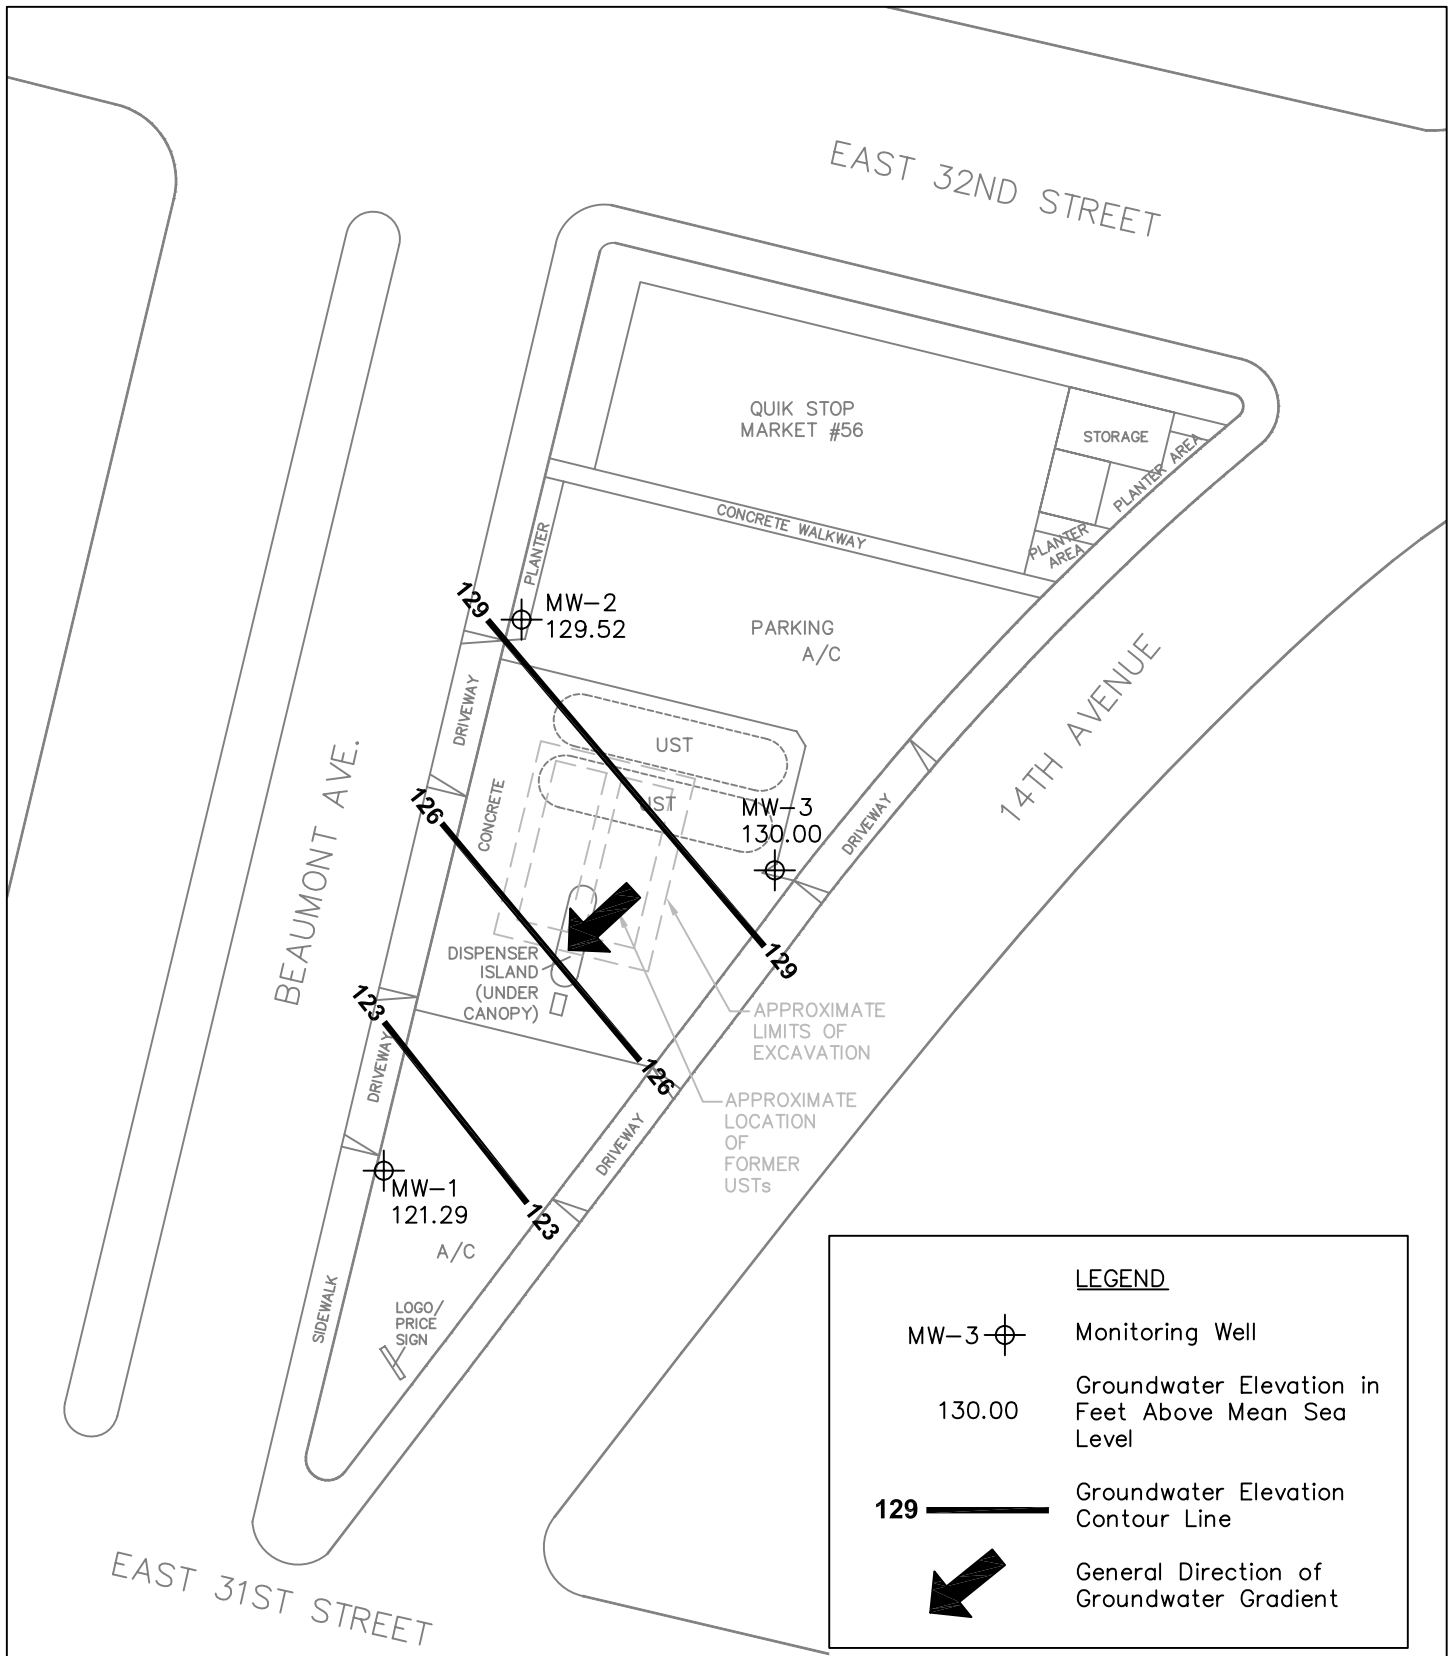 EAST 32ND STREET
QUIK STOP
MARKET #56
STORAGE
PLANTER AREA
PLANTER
AREA
CONCRETE WALKWAY
PLANTER
129
MW-2
129.52
PARKING
A/C
DRIVEWAY
UST
UST
14TH AVENUE
BEAUMONT AVE.
126
CONCRETE
MW-3
130.00
DRIVEWAY
DISPENSER
ISLAND
(UNDER
CANOPY)
129
123
APPROXIMATE
LIMITS OF
EXCAVATION
DRIVEWAY
126
APPROXIMATE
LOCATION
OF
FORMER
USTs
DRIVEWAY
MW-1
121.29
123
A/C
SIDEWALK
LOGO/
PRICE
SIGN
EAST 31ST STREET
LEGEND
MW-3
Monitoring Well
130.00
Groundwater Elevation in
Feet Above Mean Sea
Level
129
Groundwater Elevation
Contour Line
General Direction of
Groundwater Gradient